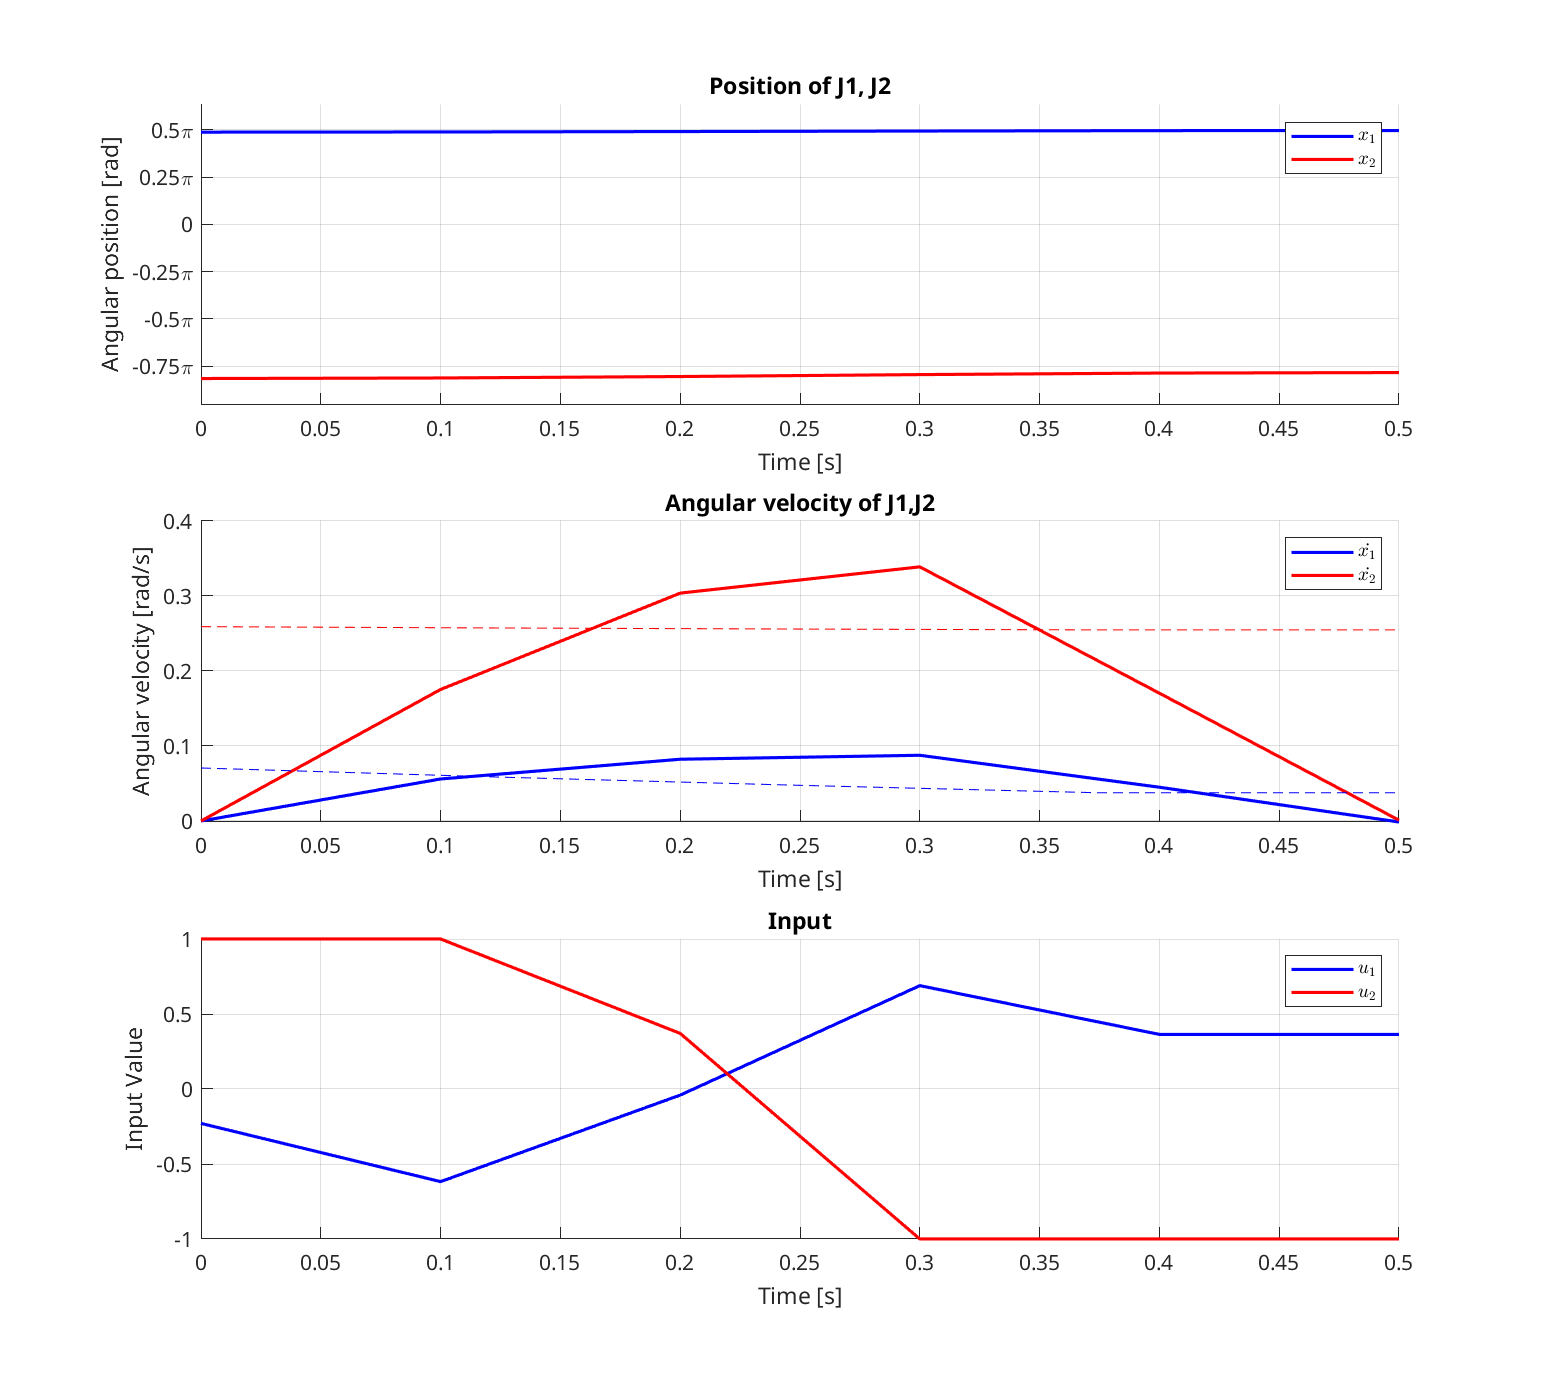 Position of J1, J2
Angular position [rad]
0.5π
0.25π
0
-0.25π
-0.5π
-0.75π
x₁
x₂
0 0.05 0.1 0.15 0.2 0.25 0.3 0.35 0.4 0.45 0.5
Time [s]
Angular velocity of J1,J2
Angular velocity [rad/s]
0.4
0.3
0.2
0.1
0
ẋ₁
ẋ₂
0 0.05 0.1 0.15 0.2 0.25 0.3 0.35 0.4 0.45 0.5
Time [s]
Input
Input Value
1
0.5
0
-0.5
-1
u₁
u₂
0 0.05 0.1 0.15 0.2 0.25 0.3 0.35 0.4 0.45 0.5
Time [s]